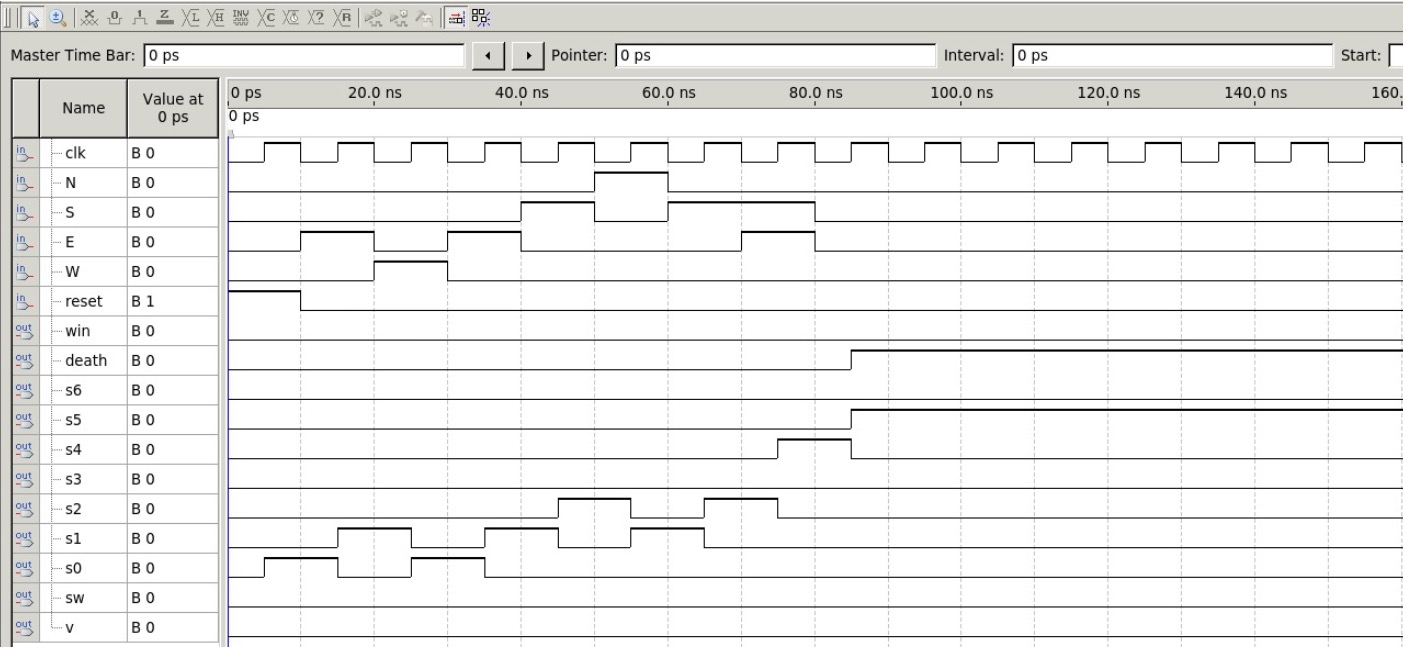 Master Time Bar: 0 ps Pointer: 0 ps Interval: 0 ps Start:
Name Value at 0 ps
0 ps 20.0 ns 40.0 ns 60.0 ns 80.0 ns 100.0 ns 120.0 ns 140.0 ns 160.
0 ps
in clk B 0
in N B 0
in S B 0
in E B 0
in W B 0
in reset B 1
out win B 0
out death B 0
out s6 B 0
out s5 B 0
out s4 B 0
out s3 B 0
out s2 B 0
out s1 B 0
out s0 B 0
out sw B 0
out v B 0